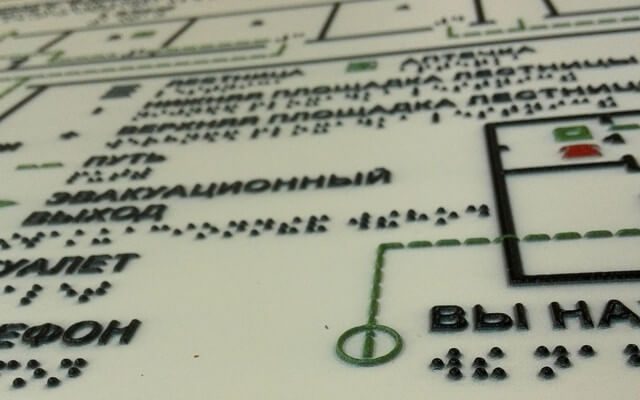 ЛЕСТНИЦА
АПТЕЧКА
НИЖНЯЯ ПЛОЩАДКА ЛЕСТНИЦЫ
ВЕРХНЯЯ ПЛОЩАДКА ЛЕСТНИЦЫ
ПУТЬ
ЭВАКУАЦИОННЫЙ
ВЫХОД
УАЛЕТ
ЕФОН
ВЫ НА